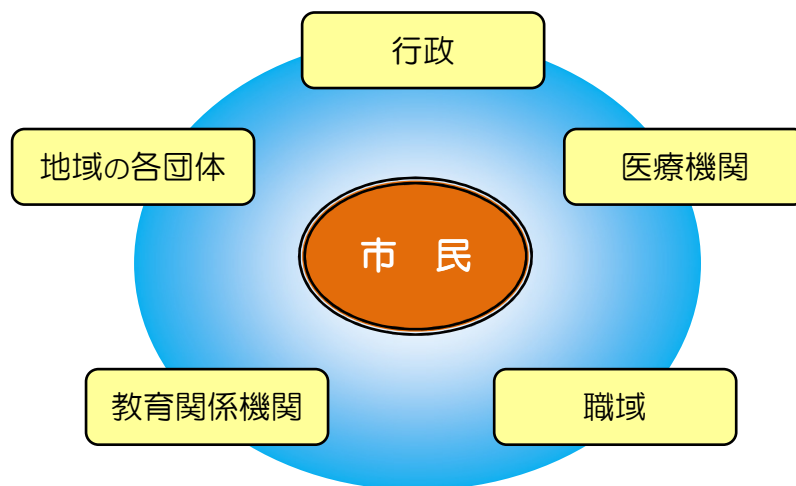 行政
地域の各団体
医療機関
市 民
教育関係機関
職域